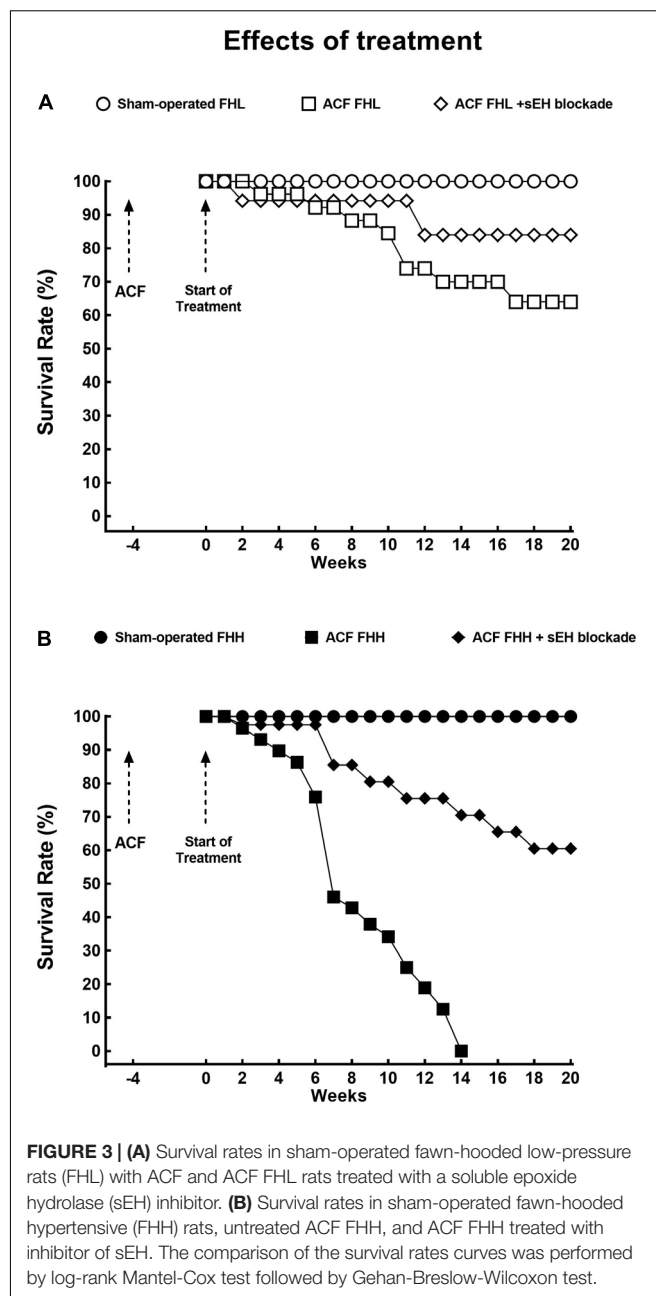 Effects of treatment
A
Sham-operated FHL
ACF FHL
ACF FHL +sEH blockade
100
90
80
70
60
50
40
30
20
10
0
Survival Rate (%)
ACF
Start of
Treatment
-4 0 2 4 6 8 10 12 14 16 18 20
Weeks
B
Sham-operated FHH
ACF FHH
ACF FHH + sEH blockade
100
90
80
70
60
50
40
30
20
10
0
Survival Rate (%)
ACF
Start of
Treatment
-4 0 2 4 6 8 10 12 14 16 18 20
Weeks
FIGURE 3 | (A) Survival rates in sham-operated fawn-hooded low-pressure
rats (FHL) with ACF and ACF FHL rats treated with a soluble epoxide
hydrolase (sEH) inhibitor. (B) Survival rates in sham-operated fawn-hooded
hypertensive (FHH) rats, untreated ACF FHH, and ACF FHH treated with
inhibitor of sEH. The comparison of the survival rates curves was performed
by log-rank Mantel-Cox test followed by Gehan-Breslow-Wilcoxon test.